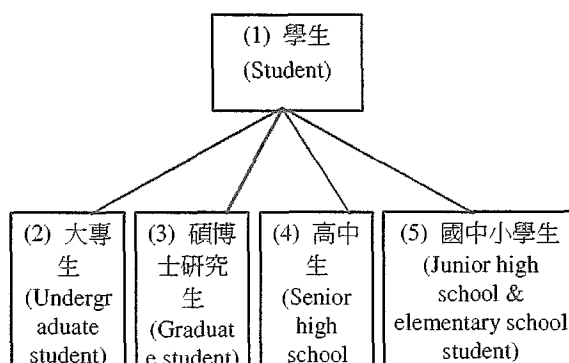 (1) 學生
(Student)
(2) 大專
生
(Undergr
aduate
student)
(3) 碩博
士研究
生
(Graduat
e student)
(4) 高中
生
(Senior
high
school
(5) 國中小學生
(Junior high
school &
elementary school
student)